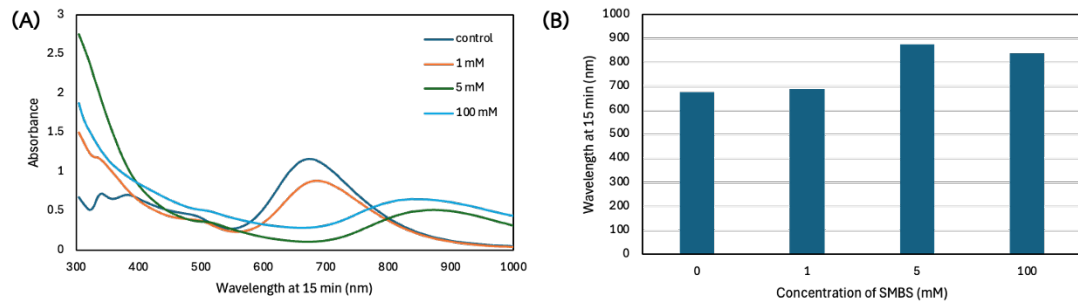 (A)
3
2.5
2
1.5
1
0.5
0
Absorbance
300 400 500 600 700 800 900 1000
Wavelength at 15 min (nm)
control
1 mM
5 mM
100 mM
(B)
1000
900
800
700
600
500
400
300
200
100
0
Wavelength at 15 min (nm)
0 1 5 100
Concentration of SMBS (mM)